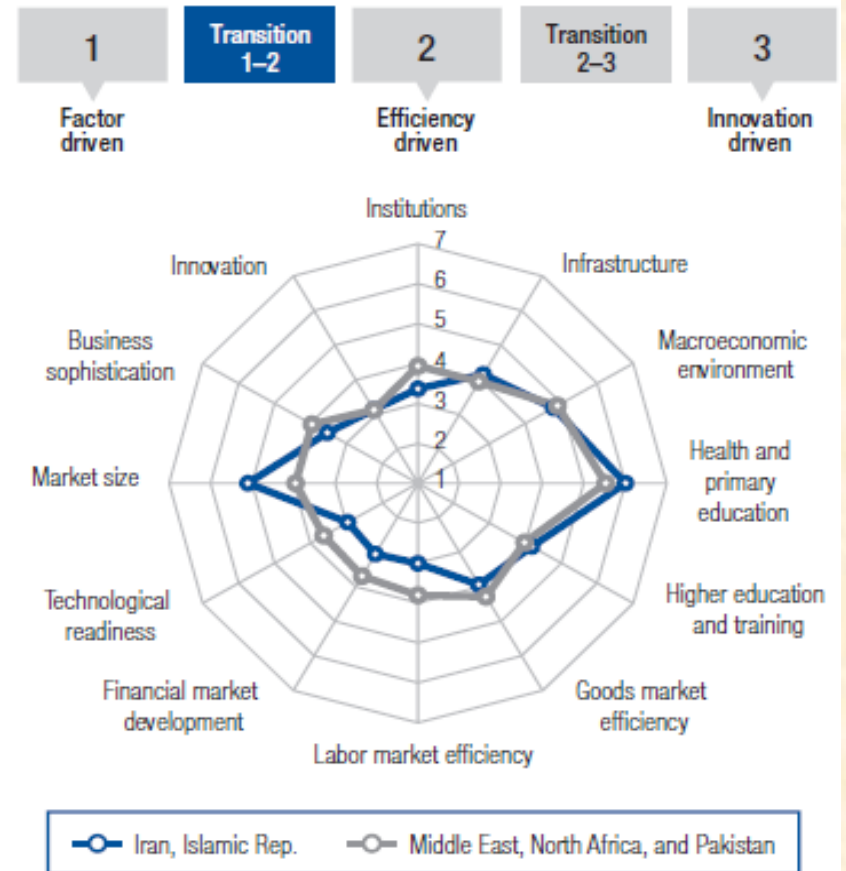 1
Transition
1–2
2
Transition
2–3
3
Factor
driven
Efficiency
driven
Innovation
driven
Institutions
Innovation
Infrastructure
Business
sophistication
Macroeconomic
environment
Market size
Health and
primary
education
Technological
readiness
Higher education
and training
Financial market
development
Goods market
efficiency
Labor market efficiency
7
6
5
4
3
2
1
Iran, Islamic Rep.
Middle East, North Africa, and Pakistan